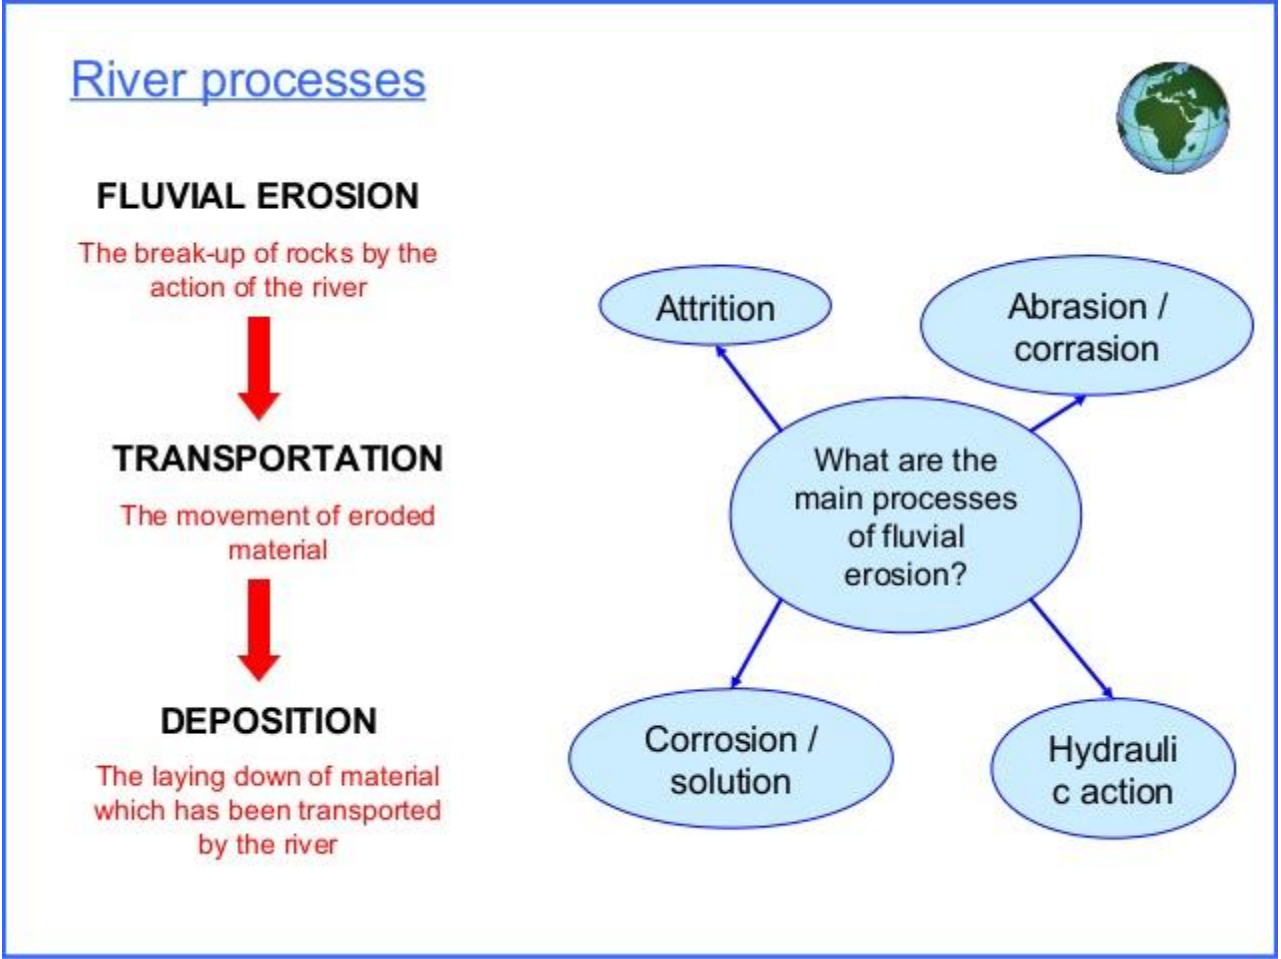 River processes
FLUVIAL EROSION
The break-up of rocks by the
action of the river
TRANSPORTATION
The movement of eroded
material
DEPOSITION
The laying down of material
which has been transported
by the river
Attrition
Abrasion /
corrasion
What are the
main processes
of fluvial
erosion?
Corrosion /
solution
Hydrauli
c action